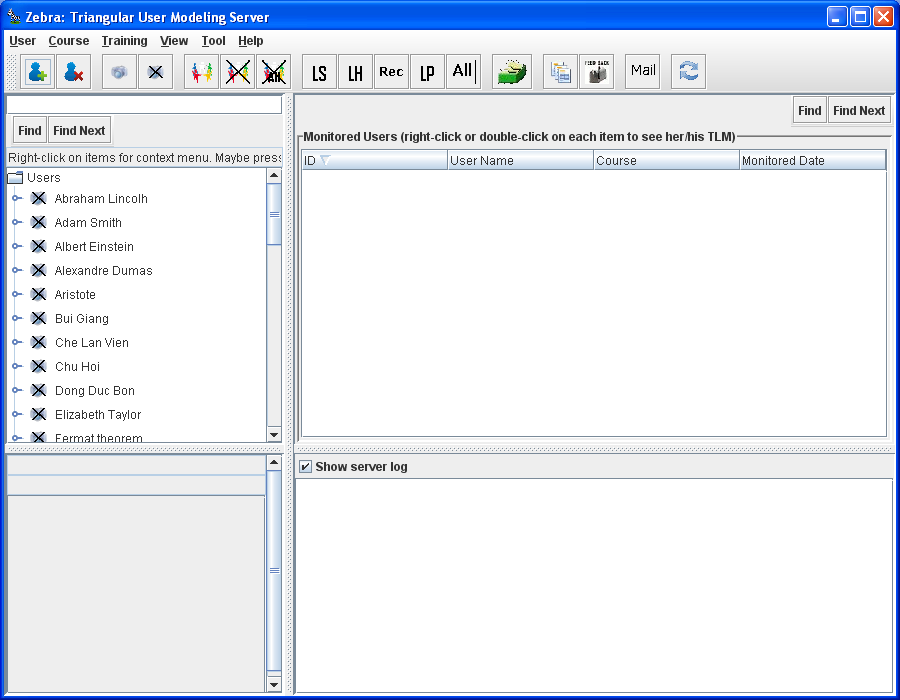 Zebra: Triangular User Modeling Server
User Course Training View Tool Help
LS LH Rec LP All Mail
Find Find Next
Right-click on items for context menu. Maybe press
Users
Abraham Lincolh
Adam Smith
Albert Einstein
Alexandre Dumas
Aristote
Bui Giang
Che Lan Vien
Chu Hoi
Dong Duc Bon
Elizabeth Taylor
Fermat theorem
Find Find Next
Monitored Users (right-click or double-click on each item to see her/his TLM)
ID User Name Course Monitored Date
Show server log